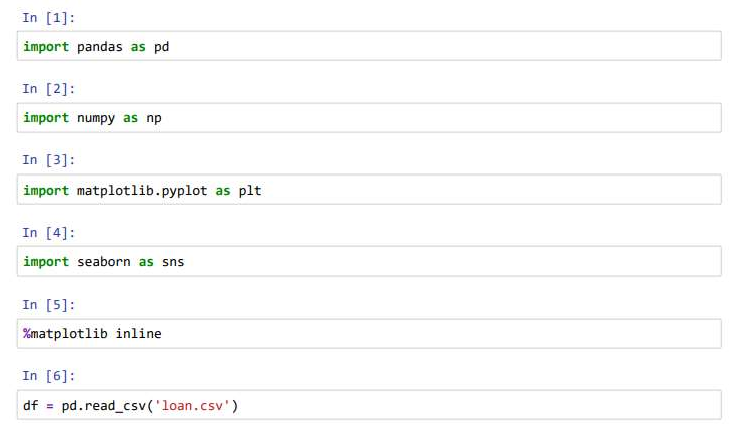 In [1]:
import pandas as pd
In [2]:
import numpy as np
In [3]:
import matplotlib.pyplot as plt
In [4]:
import seaborn as sns
In [5]:
%matplotlib inline
In [6]:
df = pd.read_csv('loan.csv')